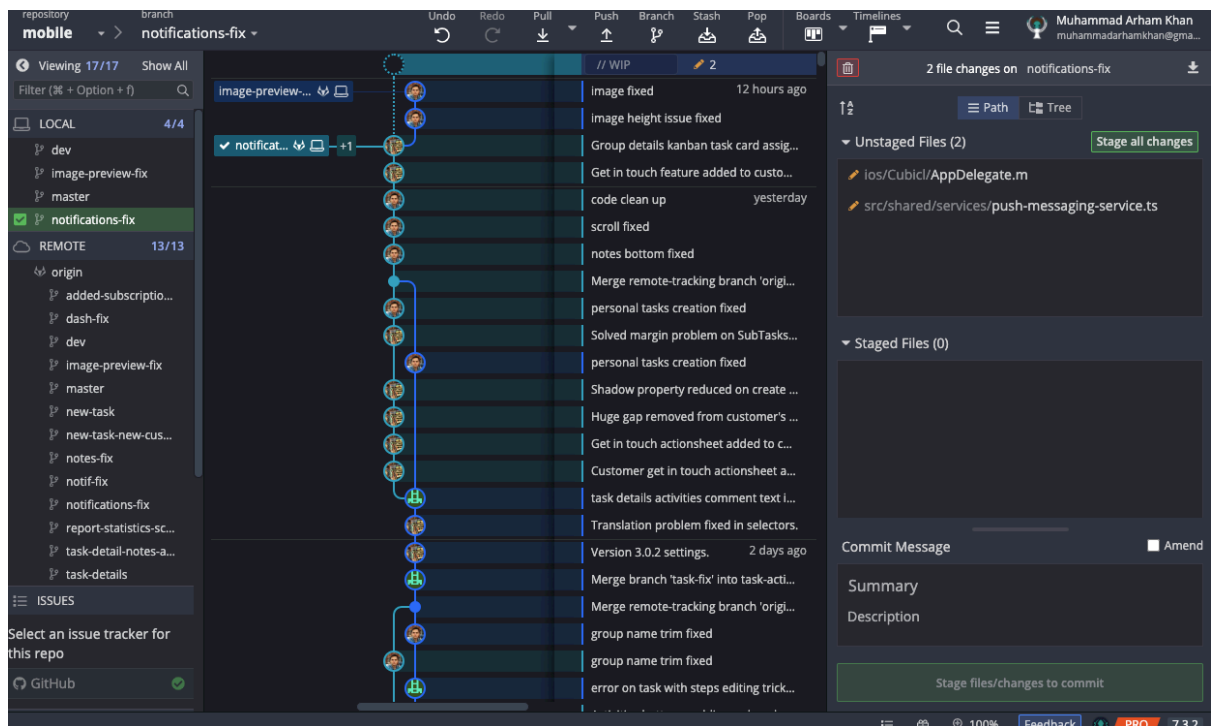 repository
branch
Undo
Redo
Pull
Push
Branch
Stash
Pop
Boards
Timelines
mobile
notifications-fix
Muhammad Arham Khan
muhammadarhamkhan@gma...
Viewing 17/17
Show All
Filter (⌘ + Option + f)
LOCAL
4/4
dev
image-preview-fix
master
notifications-fix
REMOTE
13/13
origin
added-subscriptio...
dash-fix
dev
image-preview-fix
master
new-task
new-task-new-cus...
notes-fix
notif-fix
notifications-fix
report-statistics-sc...
task-detail-notes-a...
task-details
ISSUES
Select an issue tracker for
this repo
GitHub
image-preview-...
notificat...
+1
// WIP
2
image fixed
12 hours ago
image height issue fixed
Group details kanban task card assig...
Get in touch feature added to custo...
code clean up
yesterday
scroll fixed
notes bottom fixed
Merge remote-tracking branch 'origi...
personal tasks creation fixed
Solved margin problem on SubTasks...
personal tasks creation fixed
Shadow property reduced on create ...
Huge gap removed from customer's ...
Get in touch actionsheet added to c...
Customer get in touch actionsheet a...
task details activities comment text i...
Translation problem fixed in selectors.
Version 3.0.2 settings.
2 days ago
Merge branch 'task-fix' into task-acti...
Merge remote-tracking branch 'origi...
group name trim fixed
group name trim fixed
error on task with steps editing trick...
2 file changes on notifications-fix
Path
Tree
Unstaged Files (2)
Stage all changes
ios/Cubicl/AppDelegate.m
src/shared/services/push-messaging-service.ts
Staged Files (0)
Commit Message
Amend
Summary
Description
Stage files/changes to commit
100%
Feedback
PRO
7.3.2